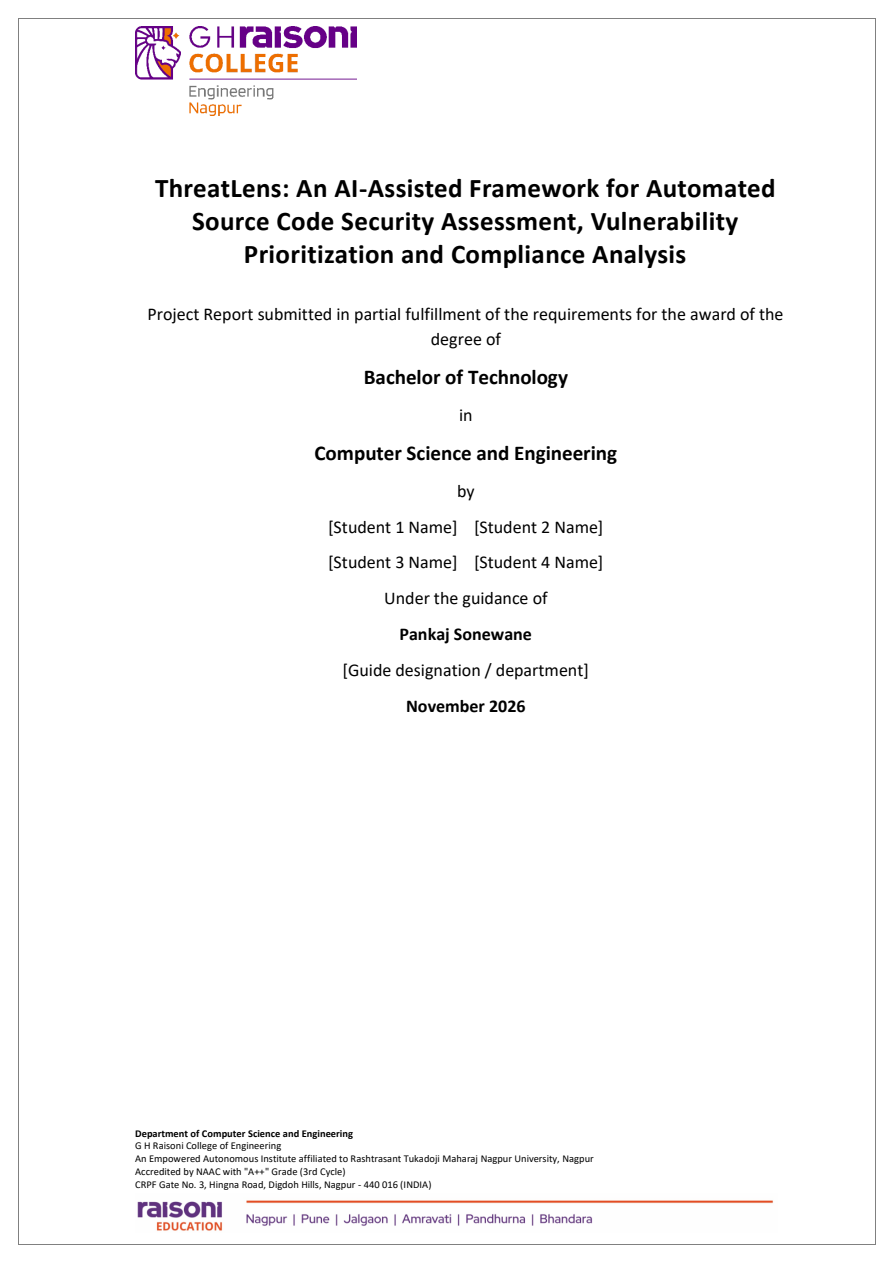 GHraisoni
COLLEGE
Engineering
Nagpur
ThreatLens: An AI-Assisted Framework for Automated
Source Code Security Assessment, Vulnerability
Prioritization and Compliance Analysis
Project Report submitted in partial fulfillment of the requirements for the award of the
degree of
Bachelor of Technology
in
Computer Science and Engineering
by
[Student 1 Name] [Student 2 Name]
[Student 3 Name] [Student 4 Name]
Under the guidance of
Pankaj Sonewane
[Guide designation / department]
November 2026
Department of Computer Science and Engineering
G H Raisoni College of Engineering
An Empowered Autonomous Institute affiliated to Rashtrasant Tukadoji Maharaj Nagpur University, Nagpur
Accredited by NAAC with "A++" Grade (3rd Cycle)
CRPF Gate No. 3, Hingna Road, Digdoh Hills, Nagpur - 440 016 (INDIA)
raisoni
EDUCATION
Nagpur | Pune | Jalgaon | Amravati | Pandhurna | Bhandara